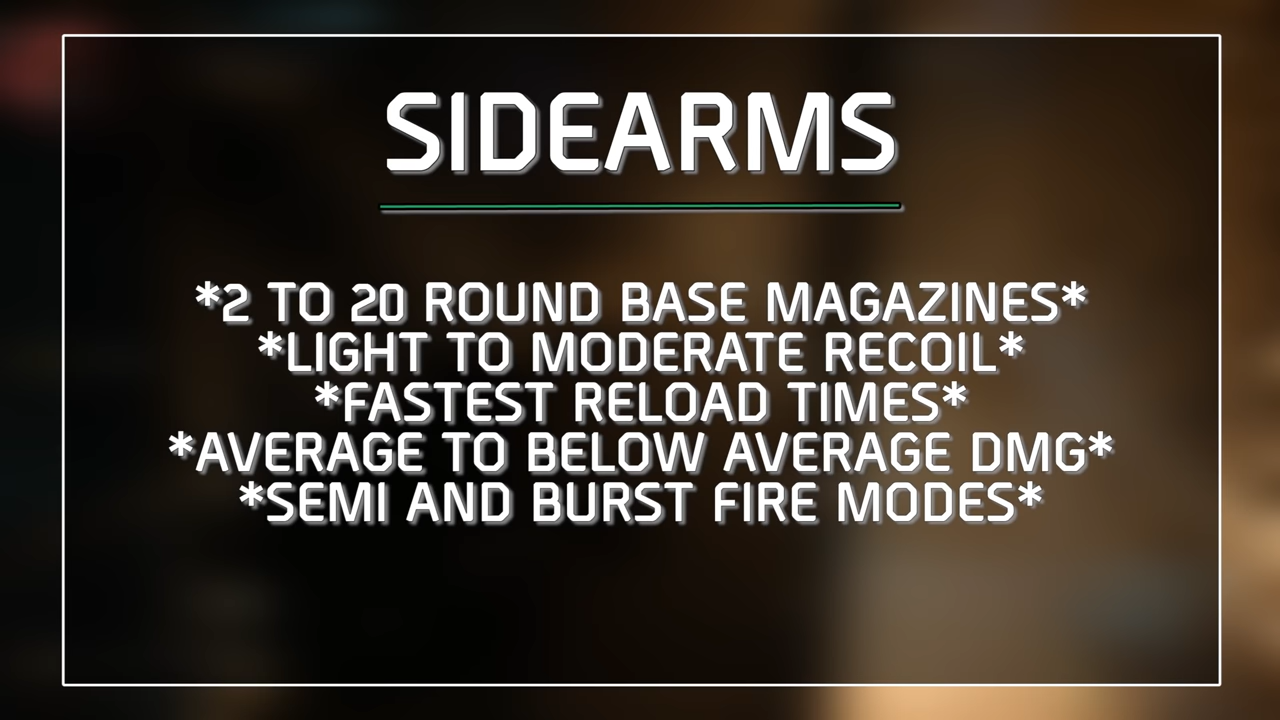 SIDEARMS
*2 TO 20 ROUND BASE MAGAZINES*
*LIGHT TO MODERATE RECOIL*
*FASTEST RELOAD TIMES*
*AVERAGE TO BELOW AVERAGE DMG*
*SEMI AND BURST FIRE MODES*